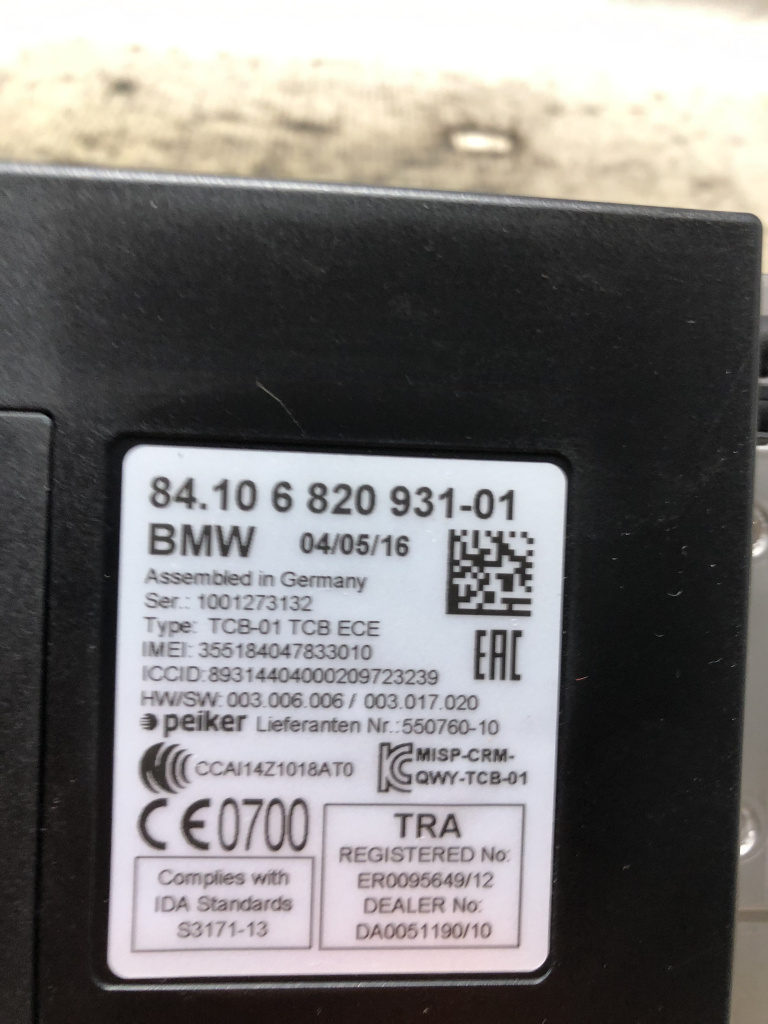 84.10 6 820 931-01
BMW 04/05/16
Assembled in Germany
Ser.: 1001273132
Type: TCB-01 TCB ECE
IMEI: 355184047833010
EAC
ICCID:89314404000209723239
HW/SW: 003.006.006 / 003.017.020
peiker Lieferanten Nr.:550760-10
CCAI14Z1018AT0
MISP-CRM-
QWY-TCB-01
CE0700
Complies with
IDA Standards
S3171-13
TRA
REGISTERED No:
ER0095649/12
DEALER No:
DA0051190/10